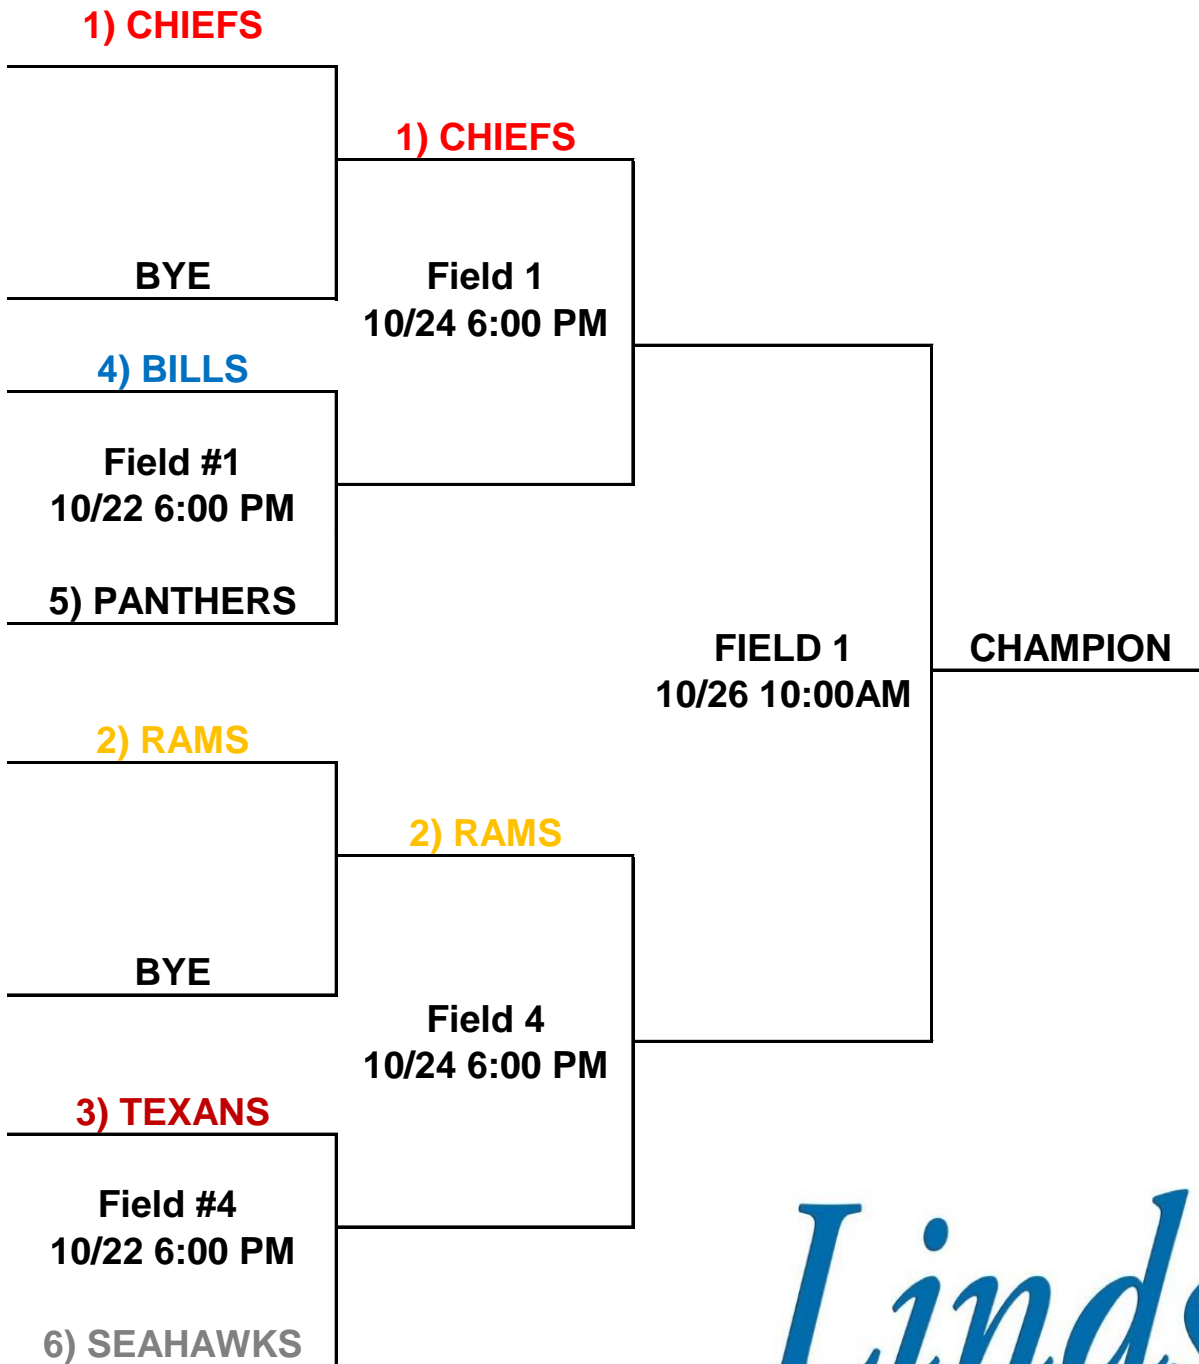 1) CHIEFS
1) CHIEFS
BYE
Field 1
10/24 6:00 PM
4) BILLS
Field #1
10/22 6:00 PM
5) PANTHERS
FIELD 1
10/26 10:00AM
CHAMPION
2) RAMS
2) RAMS
BYE
Field 4
10/24 6:00 PM
3) TEXANS
Field #4
10/22 6:00 PM
6) SEAHAWKS